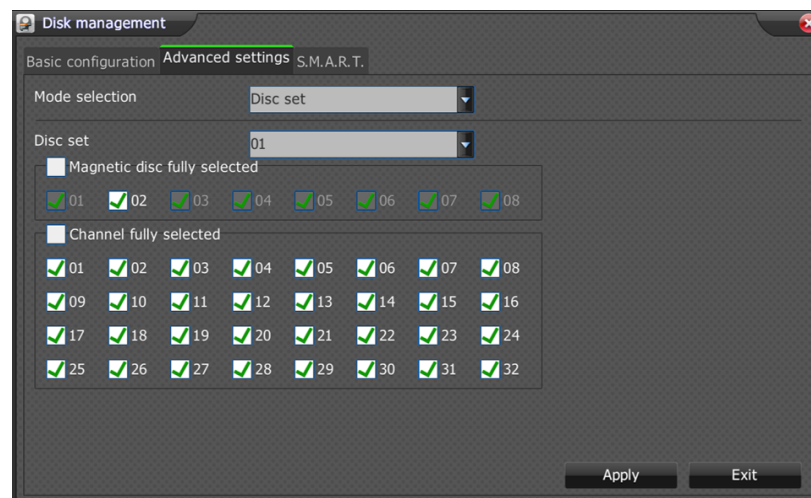 Disk management
Basic configuration Advanced settings S.M.A.R.T.
Mode selection Disc set
Disc set 01
Magnetic disc fully selected
01 02 03 04 05 06 07 08
Channel fully selected
01 02 03 04 05 06 07 08
09 10 11 12 13 14 15 16
17 18 19 20 21 22 23 24
25 26 27 28 29 30 31 32
Apply Exit